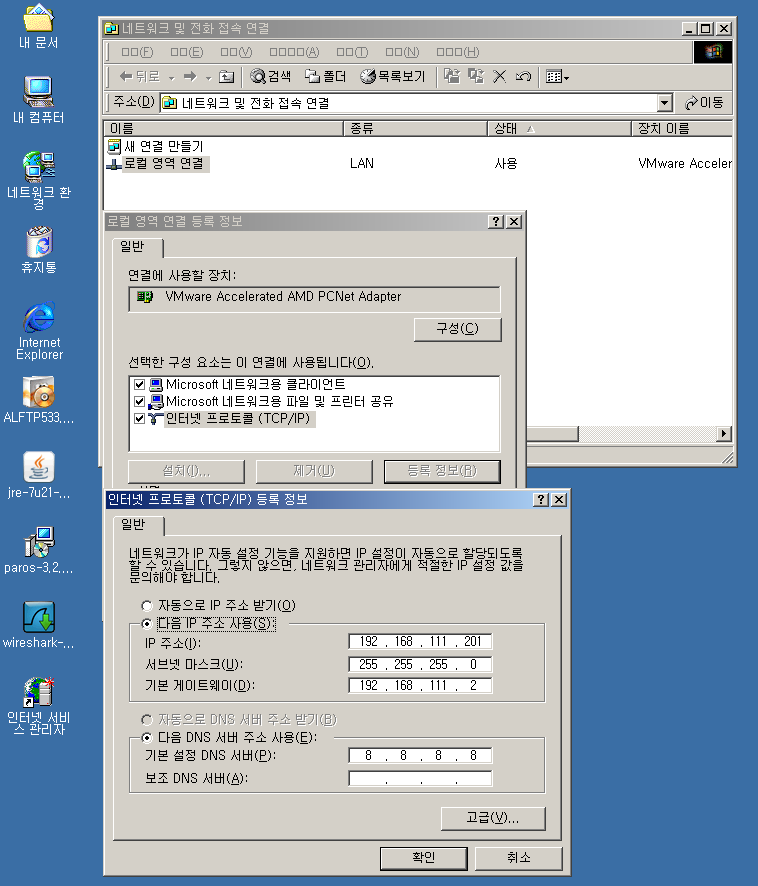 내 문서
내 컴퓨터
네트워크 환
경
휴지통
Internet
Explorer
ALFTP533,...
jre-7u21-...
paros-3,2,...
wireshark-...
인터넷 서비
스 관리자
네트워크 및 전화 접속 연결
□□(F) □□(E) □□(V) □□□□(A) □□(T) □□(N) □□□(H)
뒤로 검색 폴더 목록보기
주소(D) 네트워크 및 전화 접속 연결 이동
이름 종류 상태 장치 이름
새 연결 만들기
로컬 영역 연결 LAN 사용 VMware Acceler
로컬 영역 연결 등록 정보
일반
연결에 사용할 장치:
VMware Accelerated AMD PCNet Adapter
구성(C)
선택한 구성 요소는 이 연결에 사용됩니다(O).
Microsoft 네트워크용 클라이언트
Microsoft 네트워크용 파일 및 프린터 공유
인터넷 프로토콜 (TCP/IP)
설치(I)... 제거(U) 등록 정보(R)
인터넷 프로토콜 (TCP/IP) 등록 정보
일반
네트워크가 IP 자동 설정 기능을 지원하면 IP 설정이 자동으로 할당되도록
할 수 있습니다. 그렇지 않으면, 네트워크 관리자에게 적절한 IP 설정 값을
문의해야 합니다.
자동으로 IP 주소 받기(O)
다음 IP 주소 사용(S):
IP 주소(I): 192 . 168 . 111 . 201
서브넷 마스크(U): 255 . 255 . 255 . 0
기본 게이트웨이(D): 192 . 168 . 111 . 2
자동으로 DNS 서버 주소 받기(B)
다음 DNS 서버 주소 사용(E):
기본 설정 DNS 서버(P): 8 . 8 . 8 . 8
보조 DNS 서버(A): . . .
고급(V)...
확인 취소